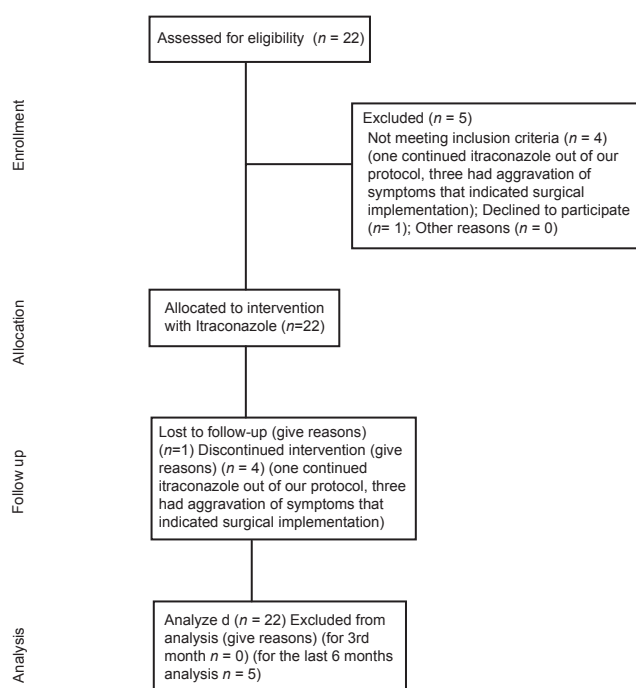 Assessed for eligibility (n = 22)
Enrollment
Excluded (n = 5)
Not meeting inclusion criteria (n = 4)
(one continued itraconazole out of our
protocol, three had aggravation of
symptoms that indicated surgical
implementation); Declined to participate
(n= 1); Other reasons (n = 0)
Allocation
Allocated to intervention
with Itraconazole (n=22)
Follow up
Lost to follow-up (give reasons)
(n=1) Discontinued intervention (give
reasons) (n = 4) (one continued
itraconazole out of our protocol, three
had aggravation of symptoms that
indicated surgical implementation)
Analysis
Analyze d (n = 22) Excluded from
analysis (give reasons) (for 3rd
month n = 0) (for the last 6 months
analysis n = 5)